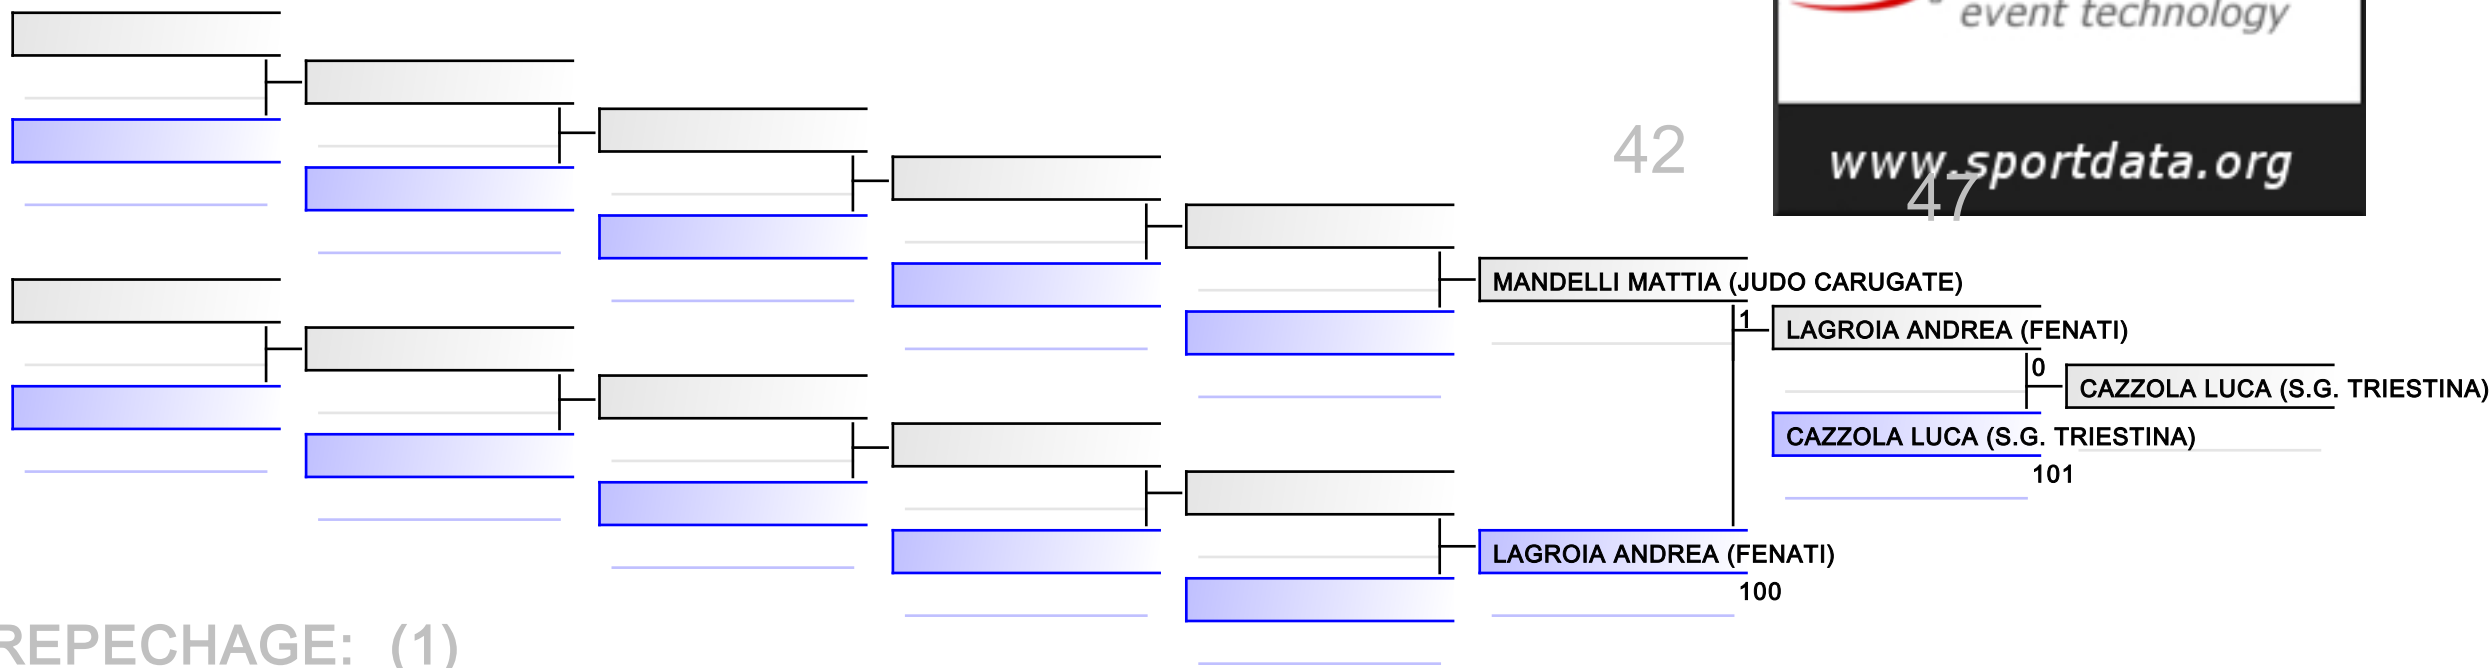 event technology
www.sportdata.org
42
47
MANDELLI MATTIA (JUDO CARUGATE)
1
LAGROIA ANDREA (FENATI)
0
CAZZOLA LUCA (S.G. TRIESTINA)
CAZZOLA LUCA (S.G. TRIESTINA)
101
LAGROIA ANDREA (FENATI)
100
REPECHAGE: (1)